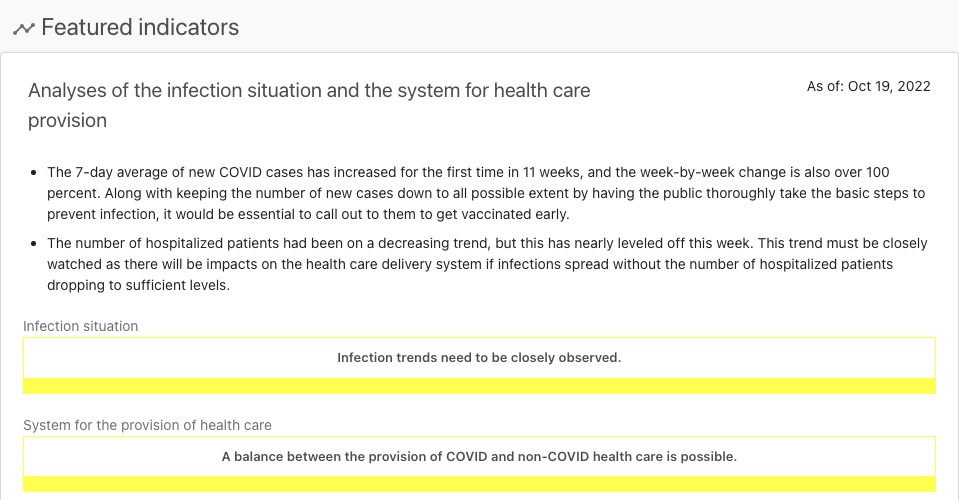 Featured indicators
Analyses of the infection situation and the system for health care
provision
As of: Oct 19, 2022
• The 7-day average of new COVID cases has increased for the first time in 11 weeks, and the week-by-week change is also over 100
percent. Along with keeping the number of new cases down to all possible extent by having the public thoroughly take the basic steps to
prevent infection, it would be essential to call out to them to get vaccinated early.
• The number of hospitalized patients had been on a decreasing trend, but this has nearly leveled off this week. This trend must be closely
watched as there will be impacts on the health care delivery system if infections spread without the number of hospitalized patients
dropping to sufficient levels.
Infection situation
Infection trends need to be closely observed.
System for the provision of health care
A balance between the provision of COVID and non-COVID health care is possible.